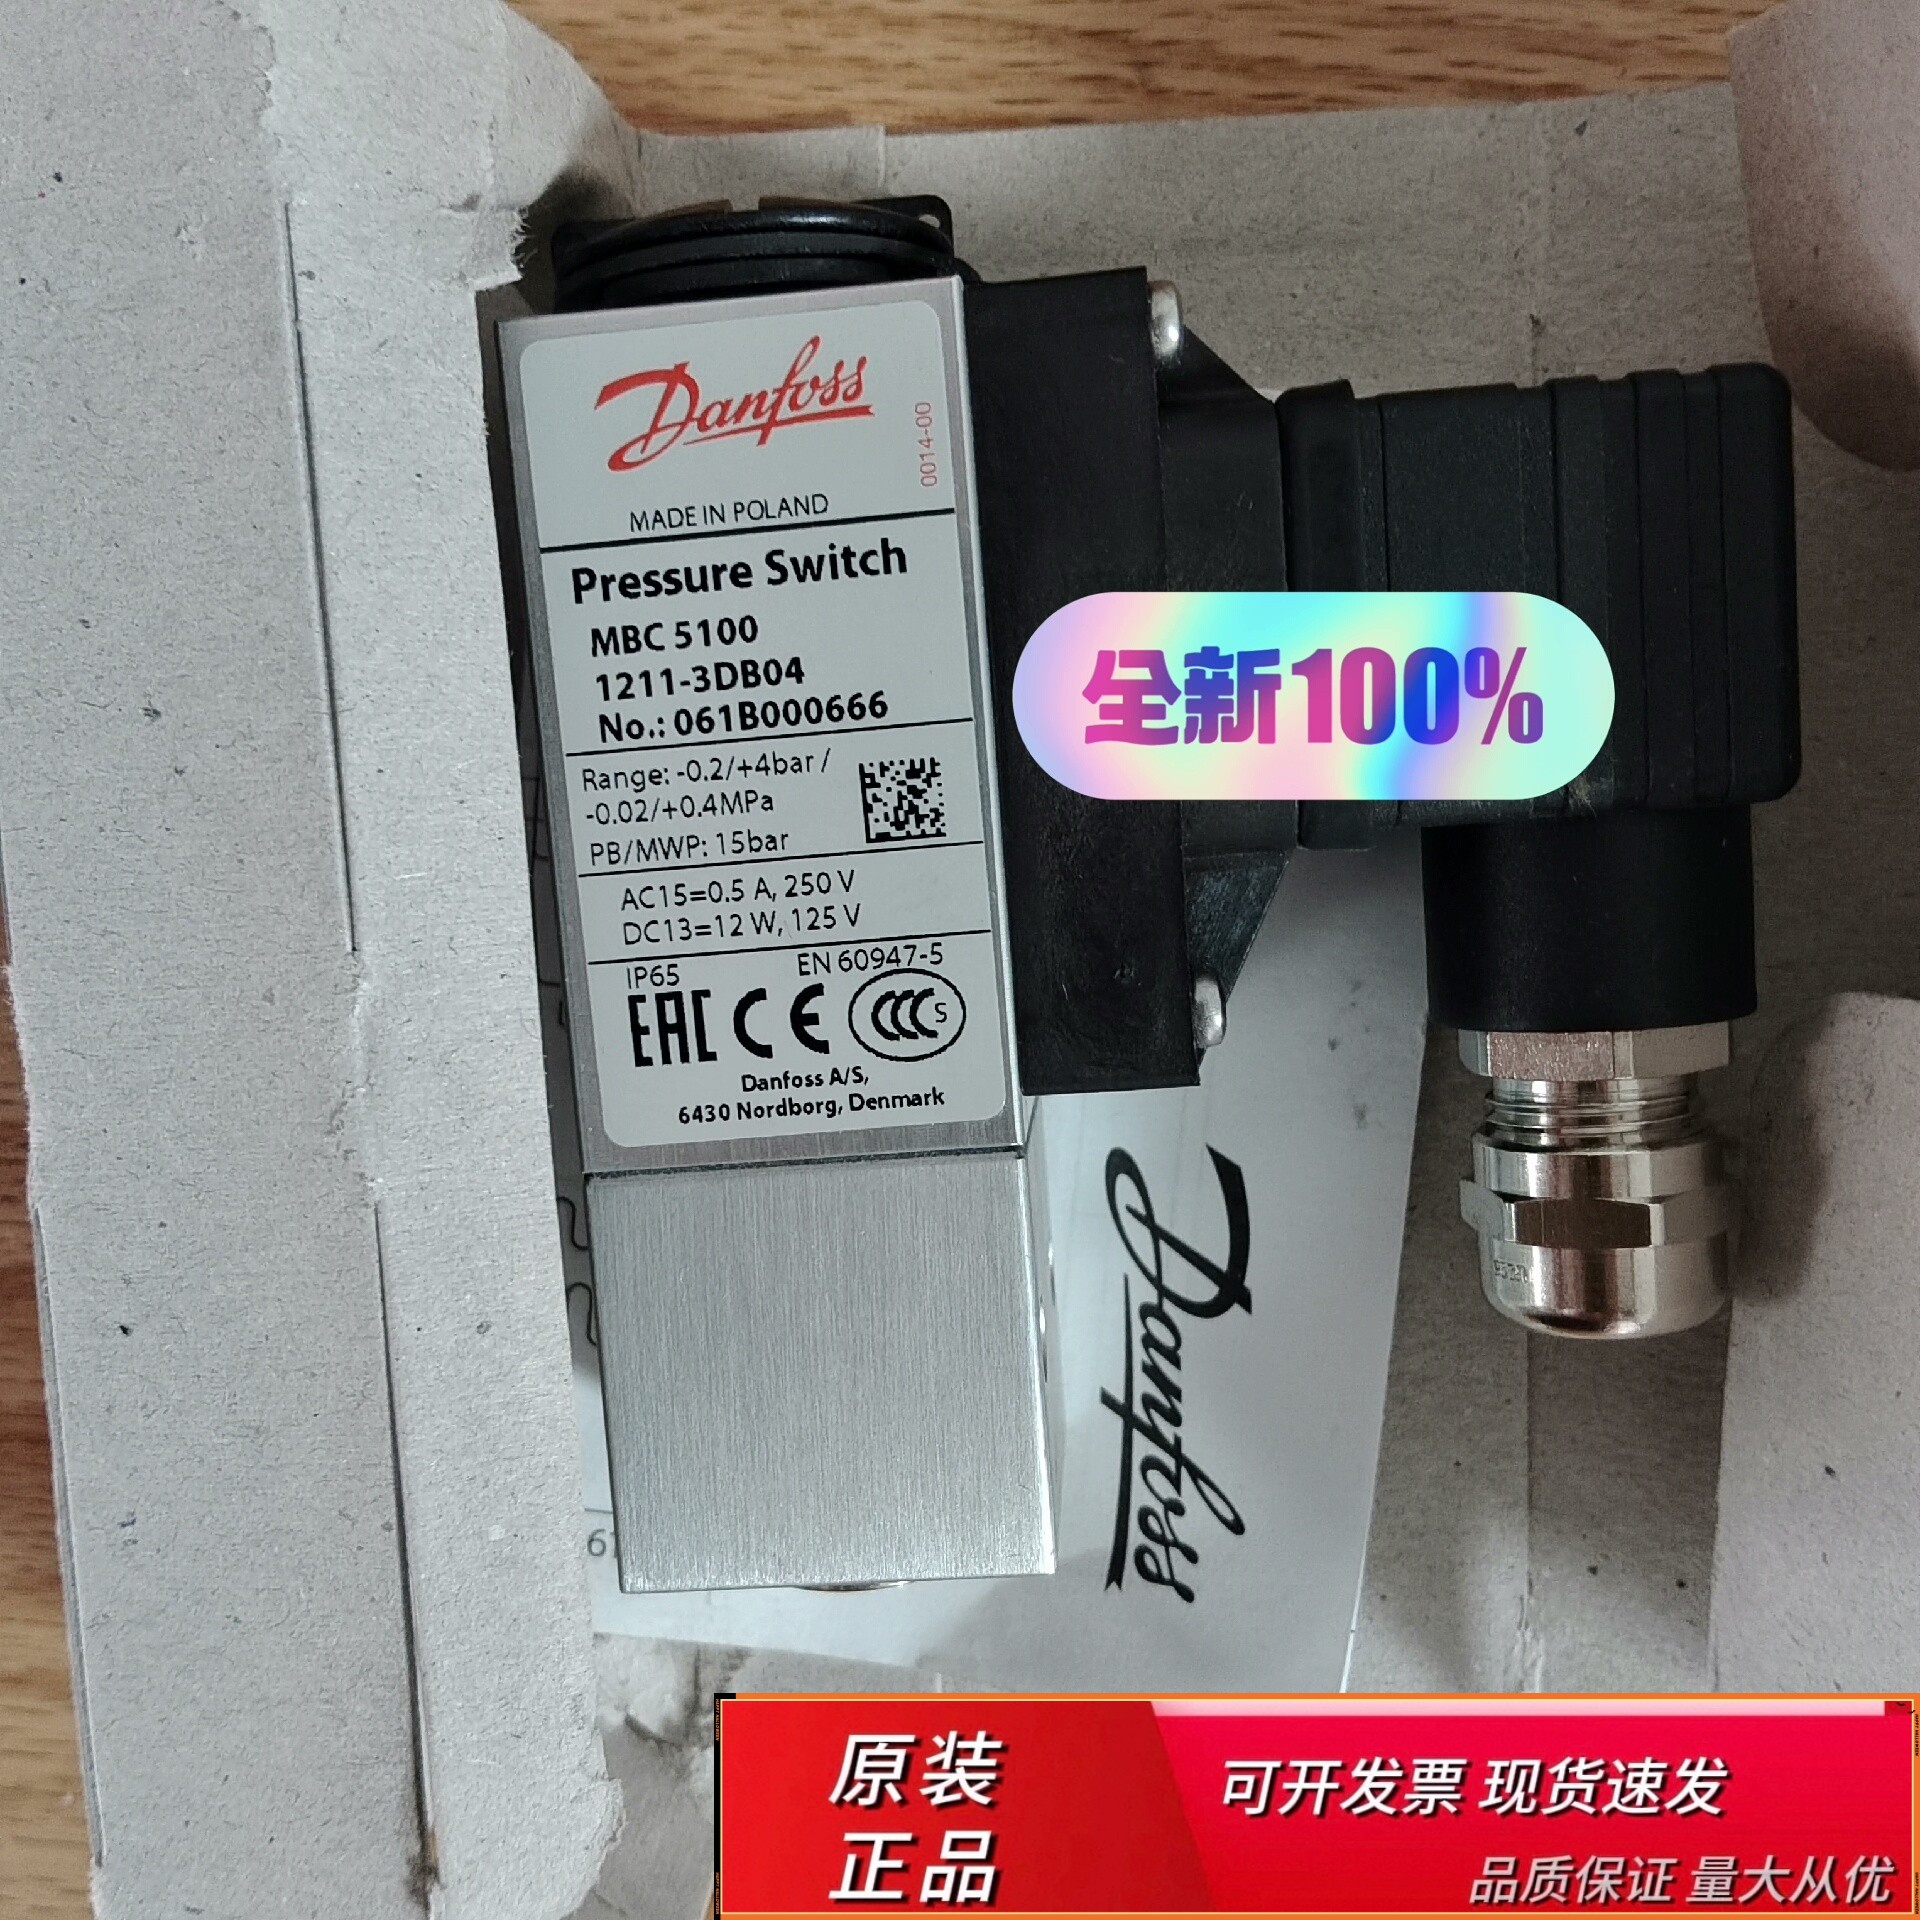 Danfoss
0014-00
MADE IN POLAND
Pressure Switch
MBC 5100
1211-3DB04
No.: 061B000666
Range: -0.2/+4bar /
-0.02/+0.4MPa
PB/MWP: 15bar
AC15=0.5 A, 250 V
DC13=12 W, 125 V
IP65 EN 60947-5
EAC CE CCC S
Danfoss A/S,
6430 Nordborg, Denmark
全新100%
Danfoss
原装
正品
可开发票 现货速发
品质保证 量大从优